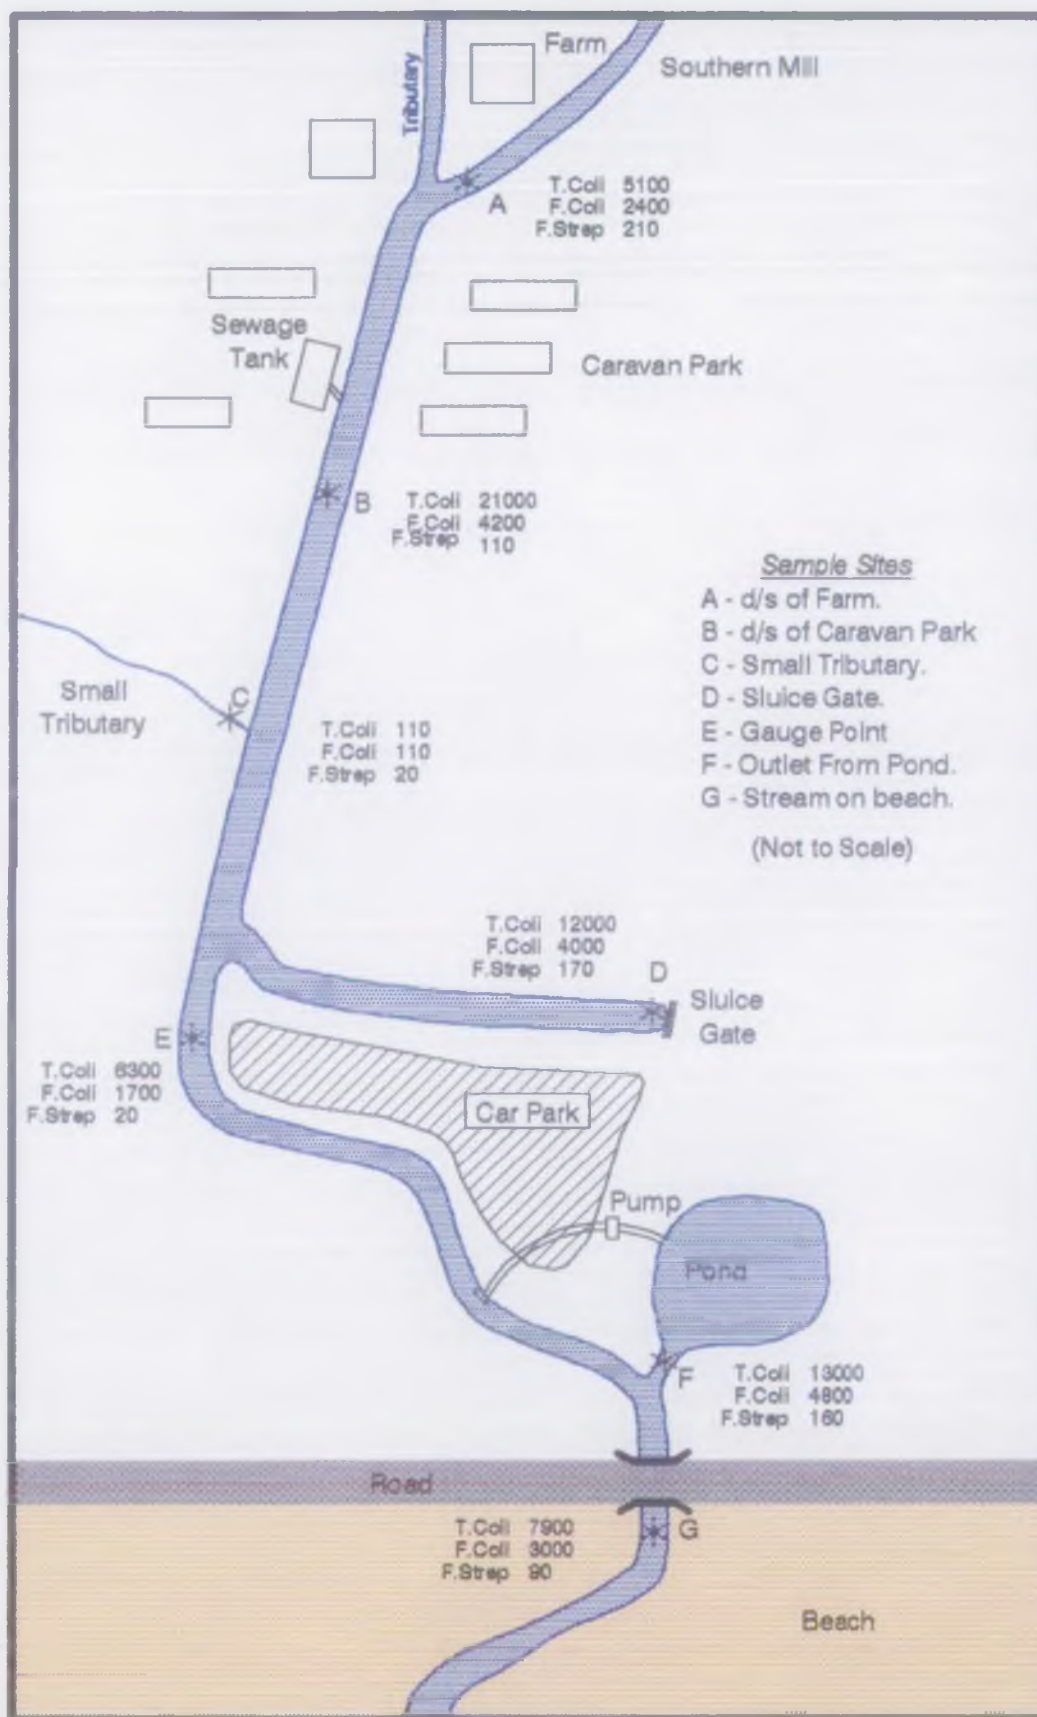 Farm
Southern Mill
Tributary
A
T.Coli 5100
F.Coli 2400
F.Strep 210
Sewage
Tank
Caravan Park
B
T.Coli 21000
F.Coli 4200
F.Strep 110
Sample Sites
A - d/s of Farm.
B - d/s of Caravan Park
C - Small Tributary.
D - Sluice Gate.
E - Gauge Point
F - Outlet From Pond.
G - Stream on beach.
(Not to Scale)
Small
Tributary
C
T.Coli 110
F.Coli 110
F.Strep 20
T.Coli 12000
F.Coli 4000
F.Strep 170
D
Sluice
Gate
E
T.Coli 6300
F.Coli 1700
F.Strep 20
Car Park
Pump
Pond
F
T.Coli 13000
F.Coli 4800
F.Strep 160
Road
T.Coli 7900
F.Coli 3000
F.Strep 90
G
Beach